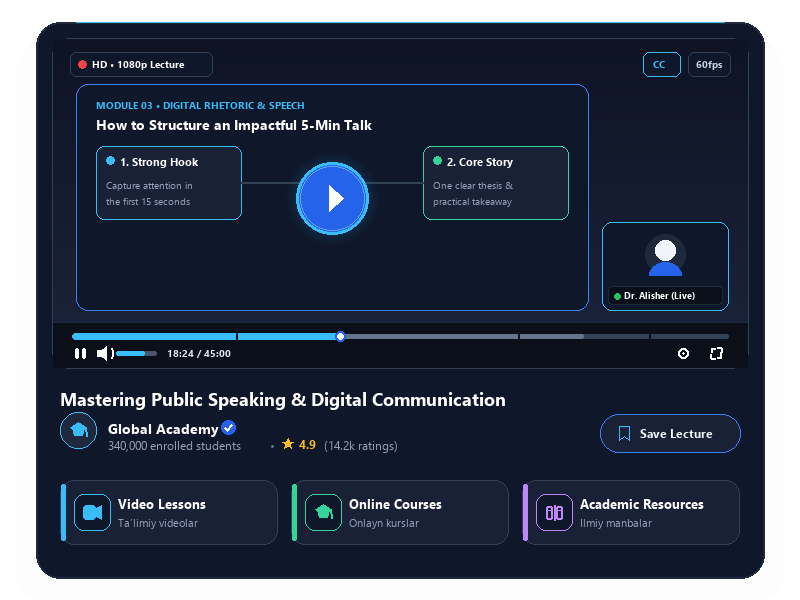 HD • 1080p Lecture
CC
60fps
MODULE 03 • DIGITAL RHETORIC & SPEECH
How to Structure an Impactful 5-Min Talk
1. Strong Hook
Capture attention in
the first 15 seconds
2. Core Story
One clear thesis &
practical takeaway
Dr. Alisher (Live)
18:24 / 45:00
Mastering Public Speaking & Digital Communication
Global Academy
340,000 enrolled students • ★ 4.9 (14.2k ratings)
Save Lecture
Video Lessons
Ta'limiy videolar
Online Courses
Onlayn kurslar
Academic Resources
Ilmiy manbalar